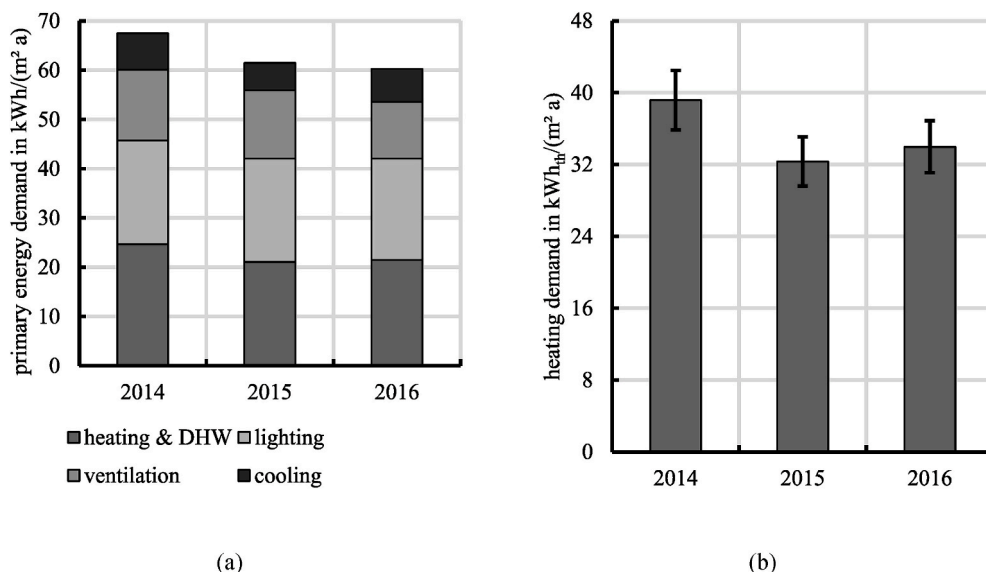 primary energy demand in kWh/(m² a)
70
60
50
40
30
20
10
0
2014 2015 2016
heating & DHW lighting
ventilation cooling
(a)
heating demand in kWhth/(m² a)
48
40
32
24
16
8
0
2014 2015 2016
(b)